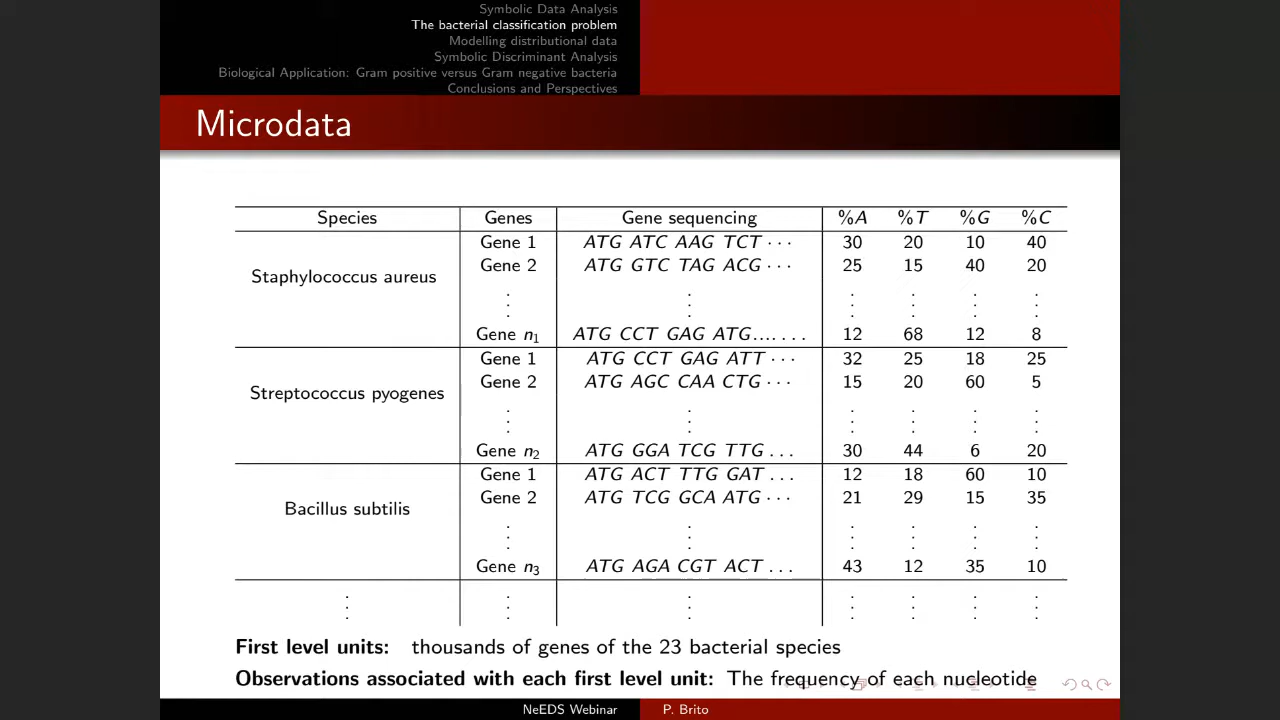 Symbolic Data Analysis
The bacterial classification problem
Modelling distributional data
Symbolic Discriminant Analysis
Biological Application: Gram positive versus Gram negative bacteria
Conclusions and Perspectives
Microdata
Species Genes Gene sequencing %A %T %G %C
Gene 1 ATG ATC AAG TCT · · · 30 20 10 40
Gene 2 ATG GTC TAG ACG · · · 25 15 40 20
Staphylococcus aureus
⋮ ⋮ ⋮ ⋮ ⋮ ⋮
Gene n₁ ATG CCT GAG ATG.... . . . 12 68 12 8
Gene 1 ATG CCT GAG ATT · · · 32 25 18 25
Gene 2 ATG AGC CAA CTG · · · 15 20 60 5
Streptococcus pyogenes
⋮ ⋮ ⋮ ⋮ ⋮ ⋮
Gene n₂ ATG GGA TCG TTG . . . 30 44 6 20
Gene 1 ATG ACT TTG GAT . . . 12 18 60 10
Gene 2 ATG TCG GCA ATG · · · 21 29 15 35
Bacillus subtilis
⋮ ⋮ ⋮ ⋮ ⋮ ⋮
Gene n₃ ATG AGA CGT ACT . . . 43 12 35 10
⋮ ⋮ ⋮ ⋮ ⋮ ⋮ ⋮
First level units: thousands of genes of the 23 bacterial species
Observations associated with each first level unit: The frequency of each nucleotide
NeEDS Webinar P. Brito